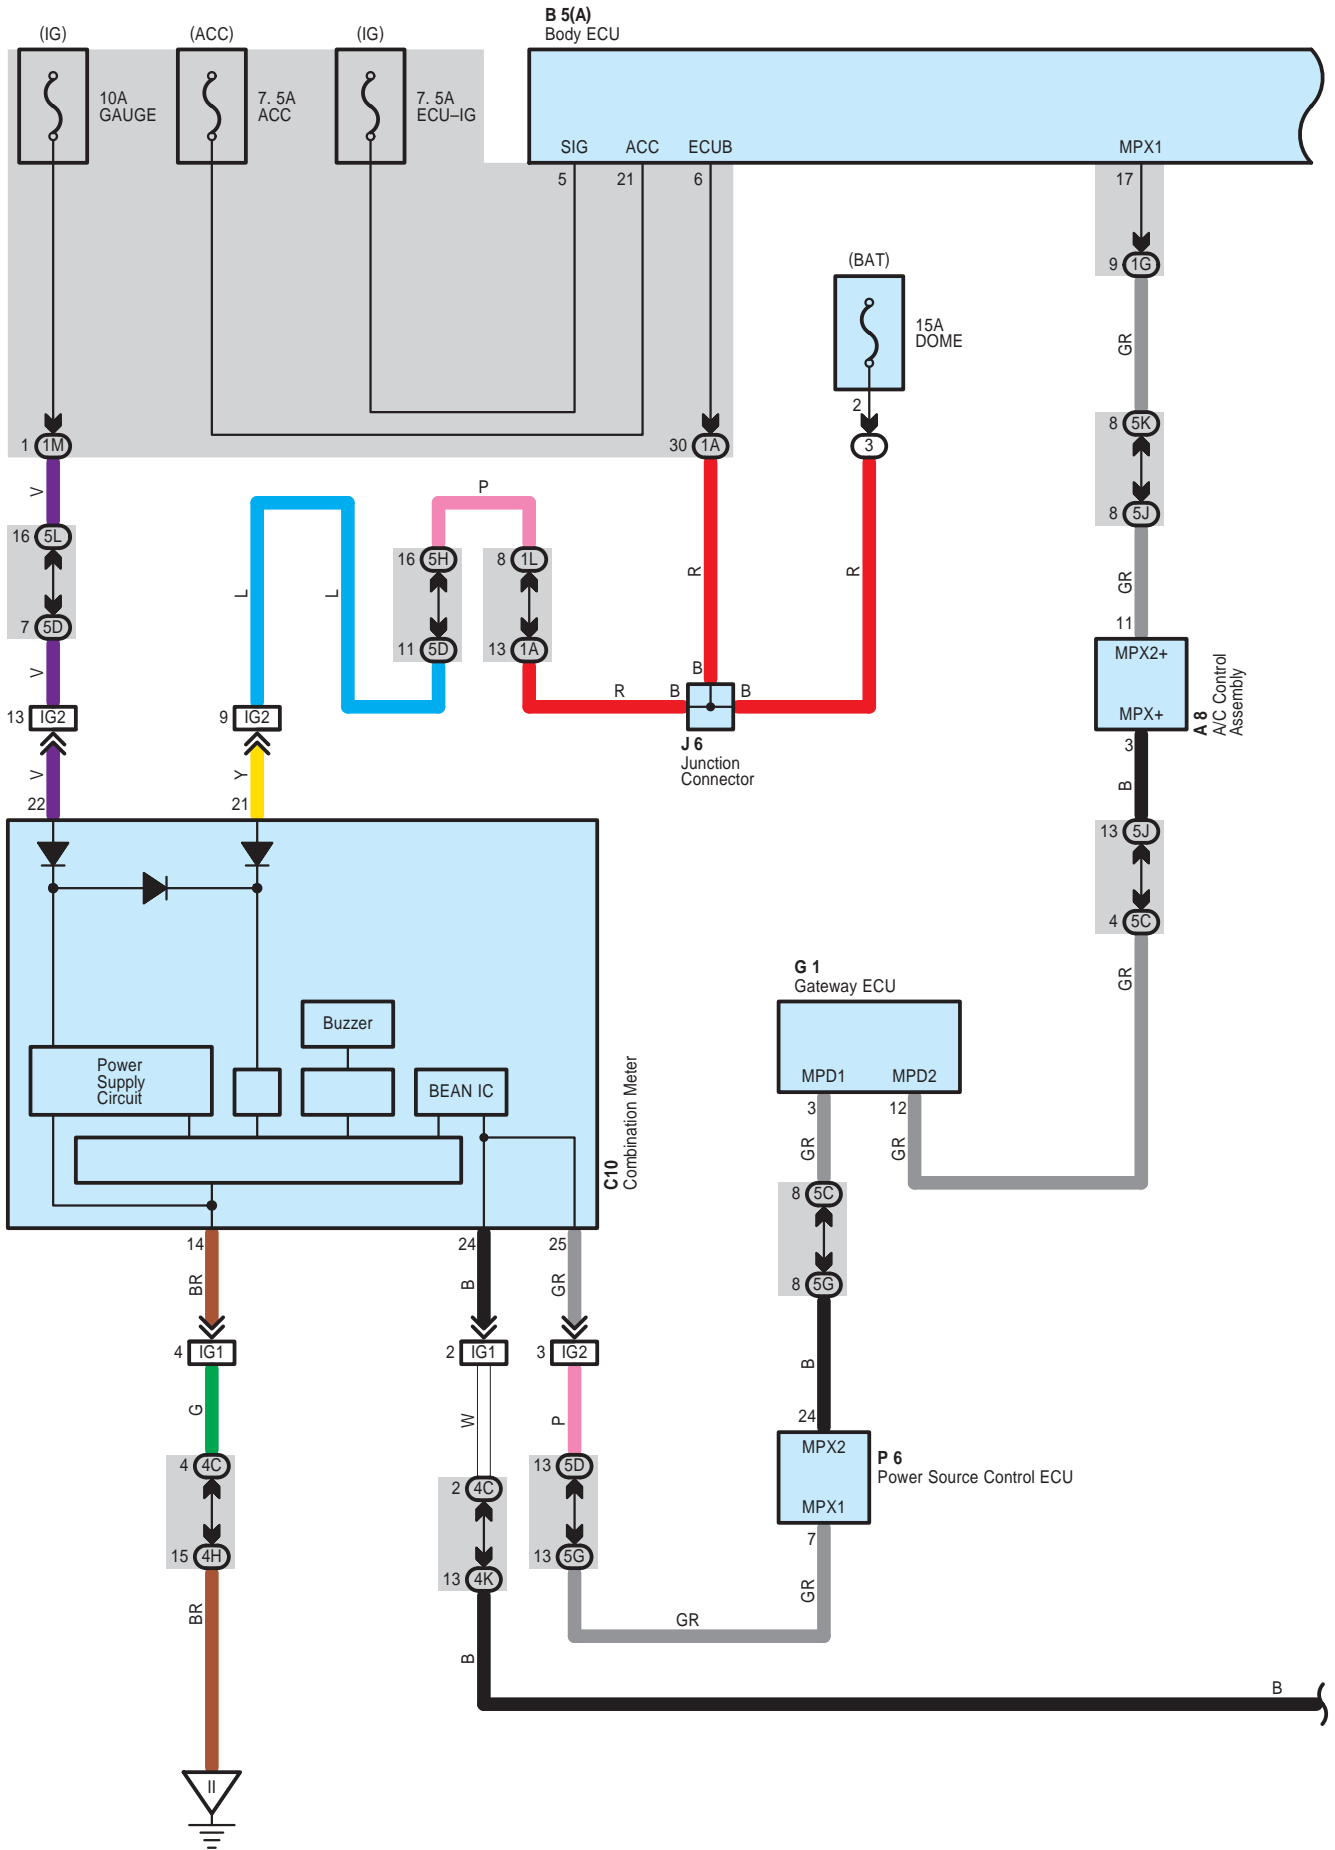 B 5(A)
Body ECU
(IG)
(ACC)
(IG)
10A
GAUGE
7. 5A
ACC
7. 5A
ECU–IG
SIG
ACC
ECUB
MPX1
5
21
6
17
(BAT)
15A
DOME
2
3
9
1G
GR
8
5K
8
5J
GR
11
MPX2+
MPX+
3
A 8
A/C Control
Assembly
B
13
5J
4
5C
GR
1
1M
30
1A
V
16
5L
7
5D
V
13
IG2
V
22
L
L
9
IG2
Y
21
P
16
5H
11
5D
8
1L
13
1A
R
R
R
B
B
B
J 6
Junction
Connector
Buzzer
Power
Supply
Circuit
BEAN IC
C10
Combination Meter
G 1
Gateway ECU
MPD1
MPD2
3
12
GR
GR
8
5C
8
5G
B
24
MPX2
MPX1
P 6
Power Source Control ECU
7
GR
GR
14
24
25
BR
B
GR
4
IG1
2
IG1
3
IG2
G
W
P
4
4C
15
4H
2
4C
13
4K
13
5D
13
5G
BR
B
B
II